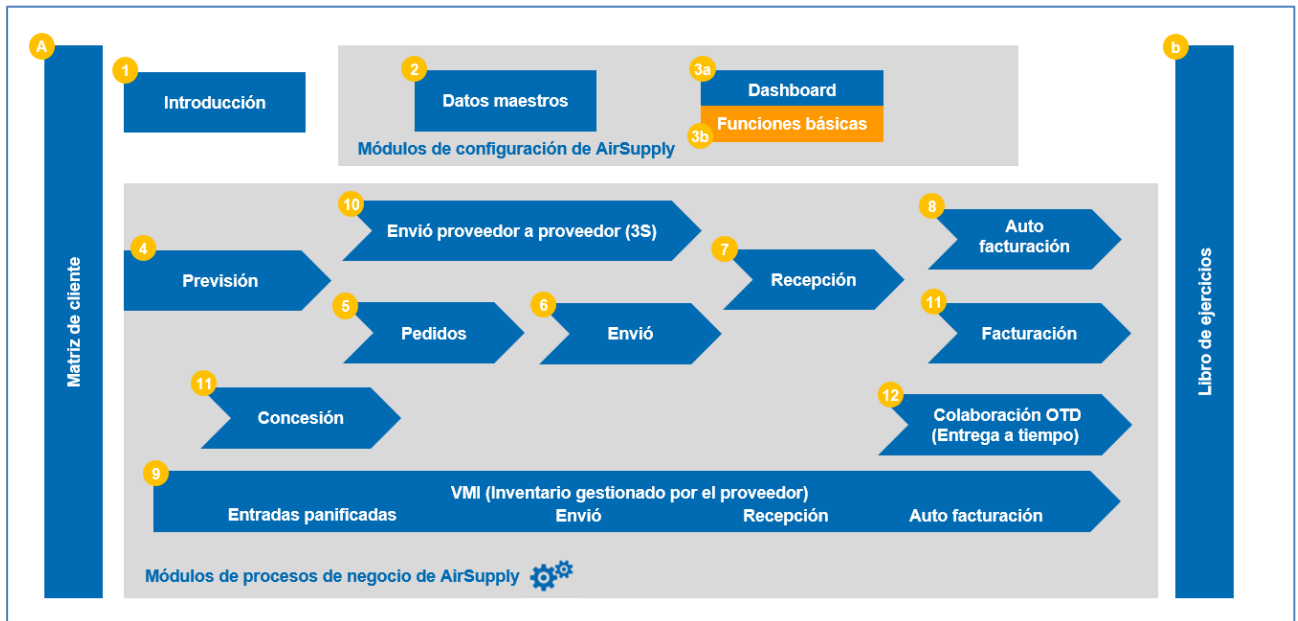 A
Matriz de cliente
1
Introducción
2
Datos maestros
3a
Dashboard
3b
Funciones básicas
Módulos de configuración de AirSupply
b
Libro de ejercicios
4
Previsión
10
Envió proveedor a proveedor (3S)
5
Pedidos
6
Envió
7
Recepción
8
Auto
facturación
11
Facturación
11
Concesión
12
Colaboración OTD
(Entrega a tiempo)
9
VMI (Inventario gestionado por el proveedor)
Entradas panificadas Envió Recepción Auto facturación
Módulos de procesos de negocio de AirSupply